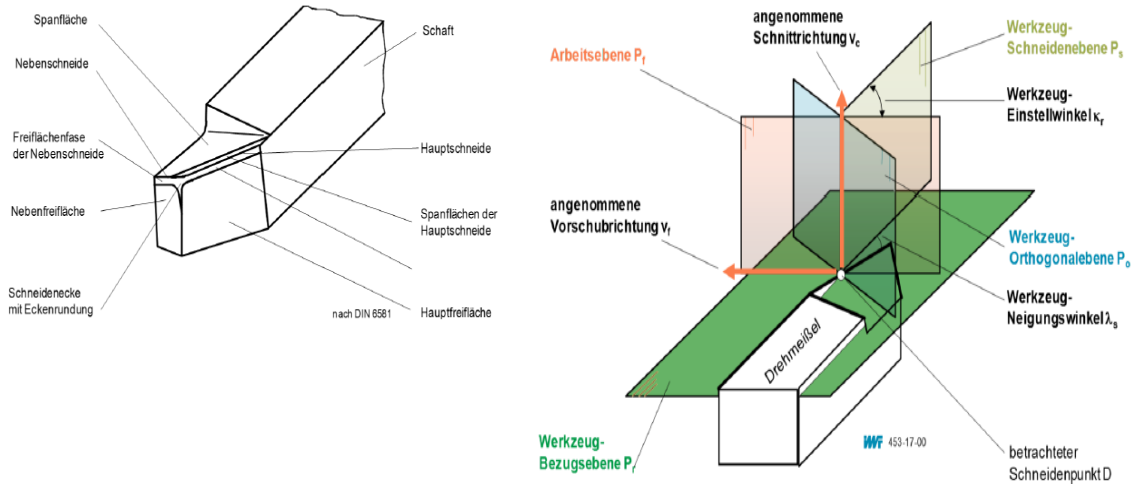 Spanfläche
Nebenschneide
Freiflächenfase
der Nebenschneide
Nebenfreifläche
Schneidenecke
mit Eckenrundung
Schaft
Hauptschneide
Spanflächen der
Hauptschneide
Hauptfreifläche
nach DIN 6581
angenommene
Schnittrichtung vc
Arbeitsebene Pf
Werkzeug-
Schneidenebene Ps
Werkzeug-
Einstellwinkel κr
angenommene
Vorschubrichtung vf
Werkzeug-
Orthogonalebene Po
Werkzeug-
Neigungswinkel λs
Drehmeißel
Werkzeug-
Bezugsebene Pr
IWF 453-17-00
betrachteter
Schneidenpunkt D